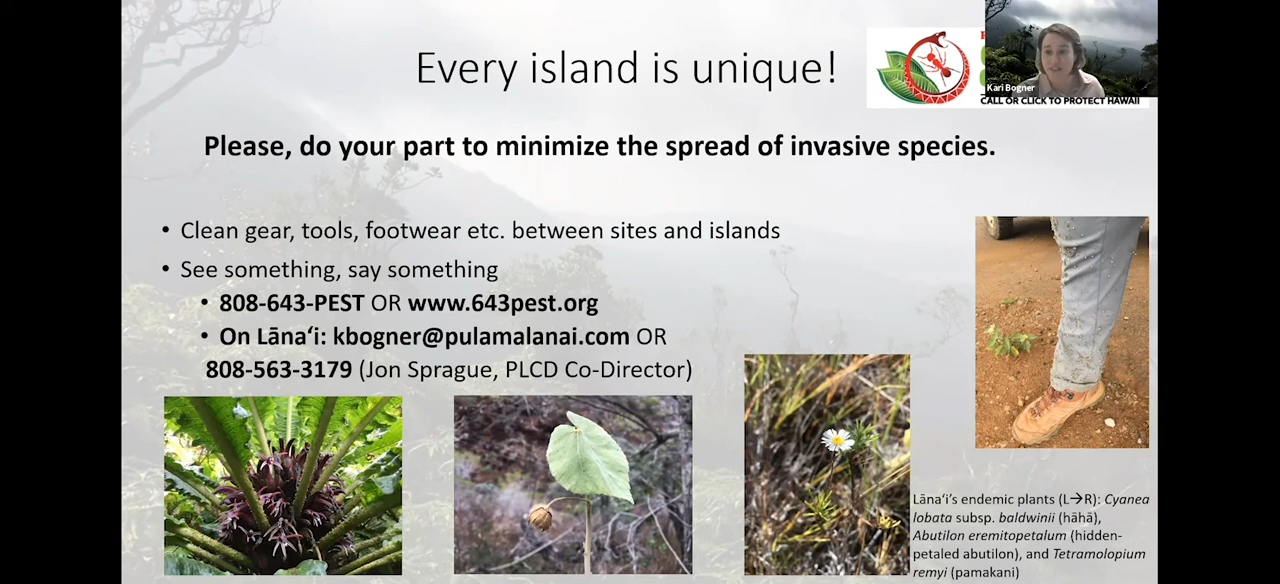 Every island is unique!
Kari Bogner
CALL OR CLICK TO PROTECT HAWAII
Please, do your part to minimize the spread of invasive species.
• Clean gear, tools, footwear etc. between sites and islands
• See something, say something
• 808-643-PEST OR www.643pest.org
• On Lānaʻi: kbogner@pulamalanai.com OR
808-563-3179 (Jon Sprague, PLCD Co-Director)
Lānaʻi's endemic plants (L→R): Cyanea
lobata subsp. baldwinii (hāhā),
Abutilon eremitopetalum (hidden-
petaled abutilon), and Tetramolopium
remyi (pamakani)